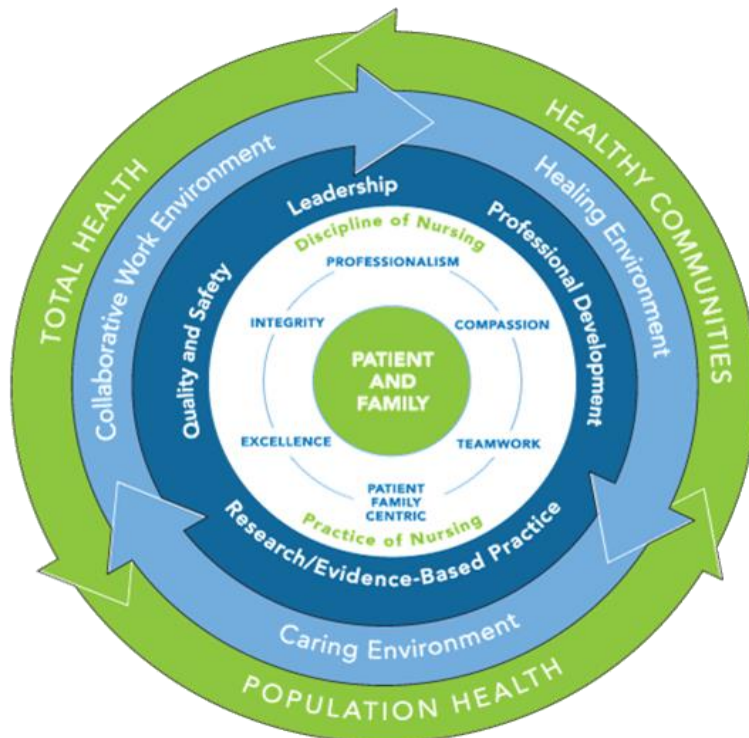 TOTAL HEALTH
HEALTHY COMMUNITIES
POPULATION HEALTH
Collaborative Work Environment
Healing Environment
Caring Environment
Leadership
Professional Development
Quality and Safety
Research/Evidence-Based Practice
Discipline of Nursing
PROFESSIONALISM
INTEGRITY
COMPASSION
PATIENT
AND
FAMILY
EXCELLENCE
TEAMWORK
PATIENT
FAMILY
CENTRIC
Practice of Nursing